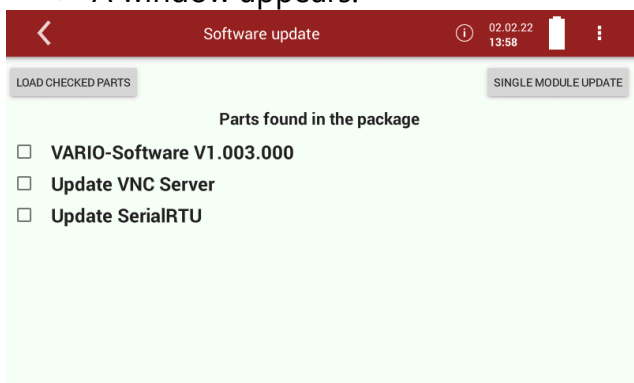 A window appears.
Software update
02.02.22
13:58
LOAD CHECKED PARTS
SINGLE MODULE UPDATE
Parts found in the package
VARIO-Software V1.003.000
Update VNC Server
Update SerialRTU